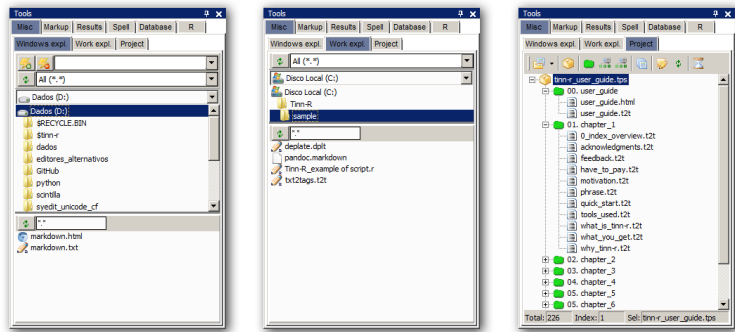 Tools
Misc Markup Results Spell Database R
Windows expl. Work expl. Project
All (*.*)
Dados (D:)
Dados (D:)
$RECYCLE.BIN
$tinn-r
dados
editores_alternativos
GitHub
python
scintilla
syedit_unicode_cf
*.*
markdown.html
markdown.txt
Tools
Misc Markup Results Spell Database R
Windows expl. Work expl. Project
All (*.*)
Disco Local (C:)
Disco Local (C:)
Tinn-R
sample
*.*
deplate.dplt
pandoc.markdown
Tinn-R_example of script.r
txt2tags.t2t
Tools
Misc Markup Results Spell Database R
Windows expl. Work expl. Project
tinn-r_user_guide.tps
00. user_guide
user_guide.html
user_guide.t2t
01. chapter_1
0_index_overview.t2t
acknowledgments.t2t
feedback.t2t
have_to_pay.t2t
motivation.t2t
phrase.t2t
quick_start.t2t
tools_used.t2t
what_is_tinn-r.t2t
what_you_get.t2t
why_tinn-r.t2t
02. chapter_2
03. chapter_3
04. chapter_4
05. chapter_5
05. chapter_6
Total: 226 Index: 1 Sel: tinn-r_user_guide.tps